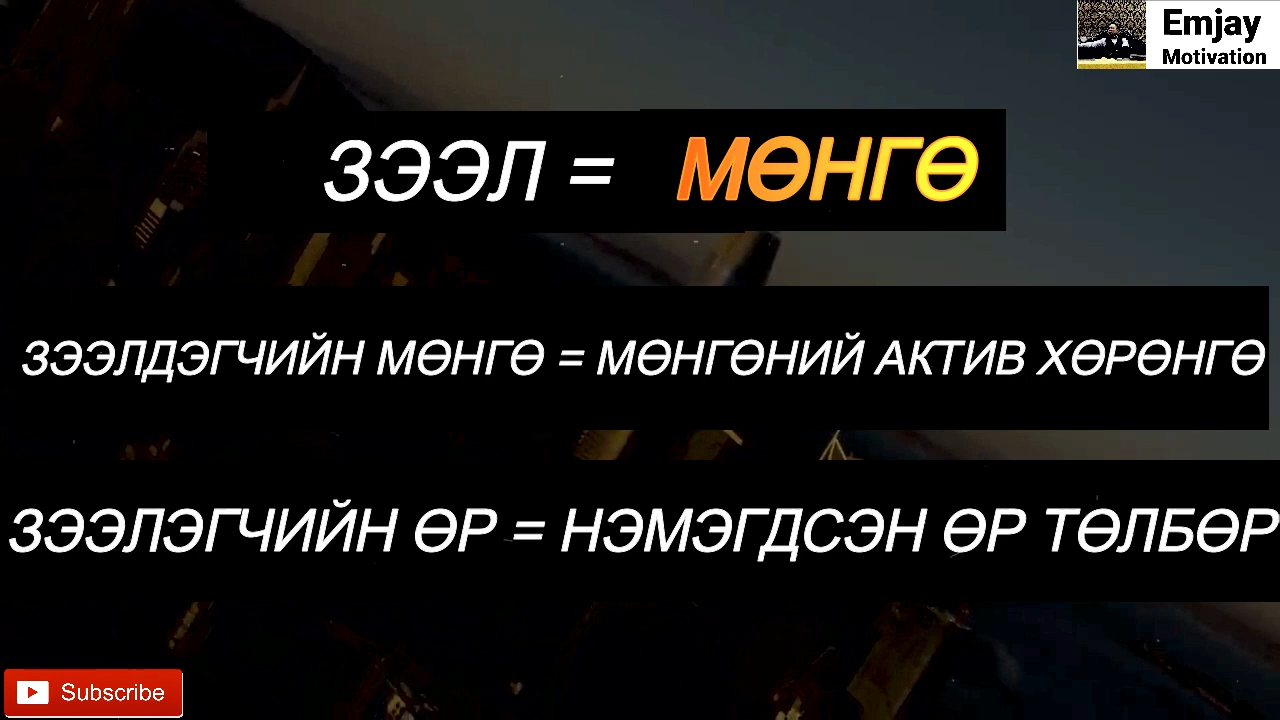 Emjay
Motivation
ЗЭЭЛ = МӨНГӨ
ЗЭЭЛДЭГЧИЙН МӨНГӨ = МӨНГӨНИЙ АКТИВ ХӨРӨНГӨ
ЗЭЭЛЭГЧИЙН ӨР = НЭМЭГДСЭН ӨР ТӨЛБӨР
Subscribe